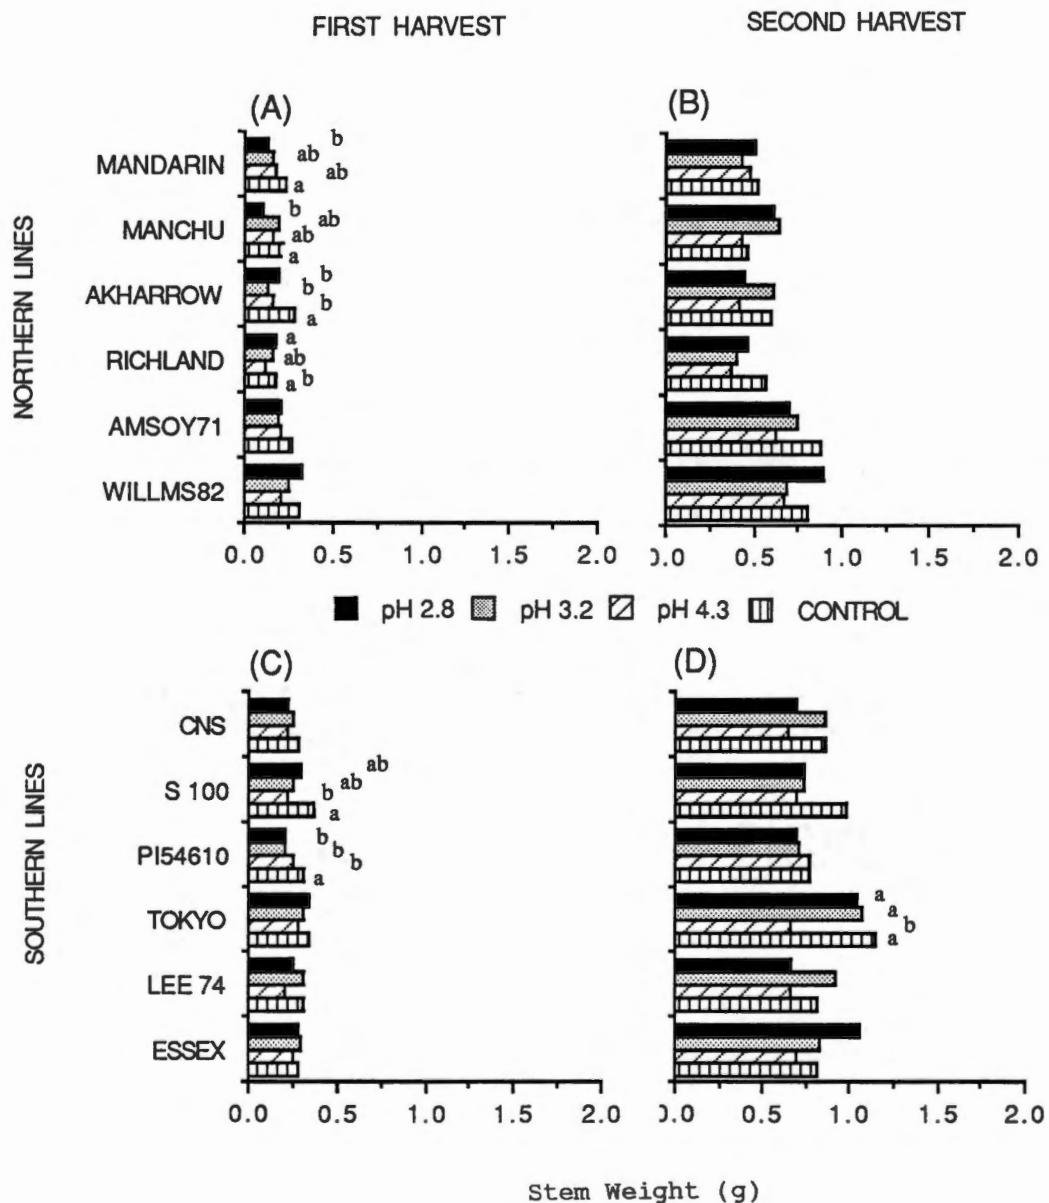 FIRST HARVEST
SECOND HARVEST
(A)
(B)
NORTHERN LINES
MANDARIN
b
ab
ab
a
MANCHU
b
ab
ab
a
AKHARROW
b
b
b
a
RICHLAND
a
ab
b
a
AMSOY71
WILLMS82
0.0 0.5 1.0 1.5 2.0
0.0 0.5 1.0 1.5 2.0
pH 2.8 pH 3.2 pH 4.3 CONTROL
(C)
(D)
SOUTHERN LINES
CNS
S 100
ab
ab
b
a
PI54610
b
b
b
a
TOKYO
a
a
b
a
LEE 74
ESSEX
0.0 0.5 1.0 1.5 2.0
0.0 0.5 1.0 1.5 2.0
Stem Weight (g)